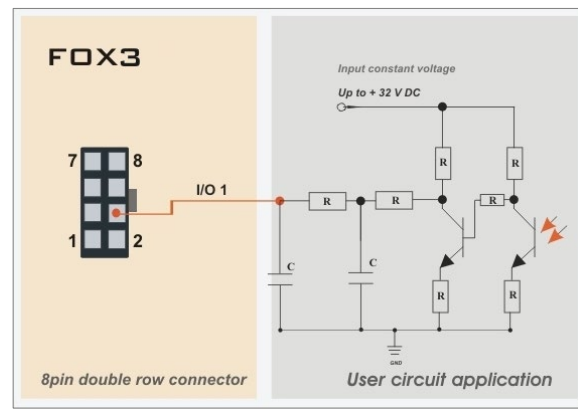 FOX3
Input constant voltage
Up to + 32 V DC
7
8
R
R
I/O 1
R
R
R
1
2
C
C
R
R
GND
8pin double row connector
User circuit application